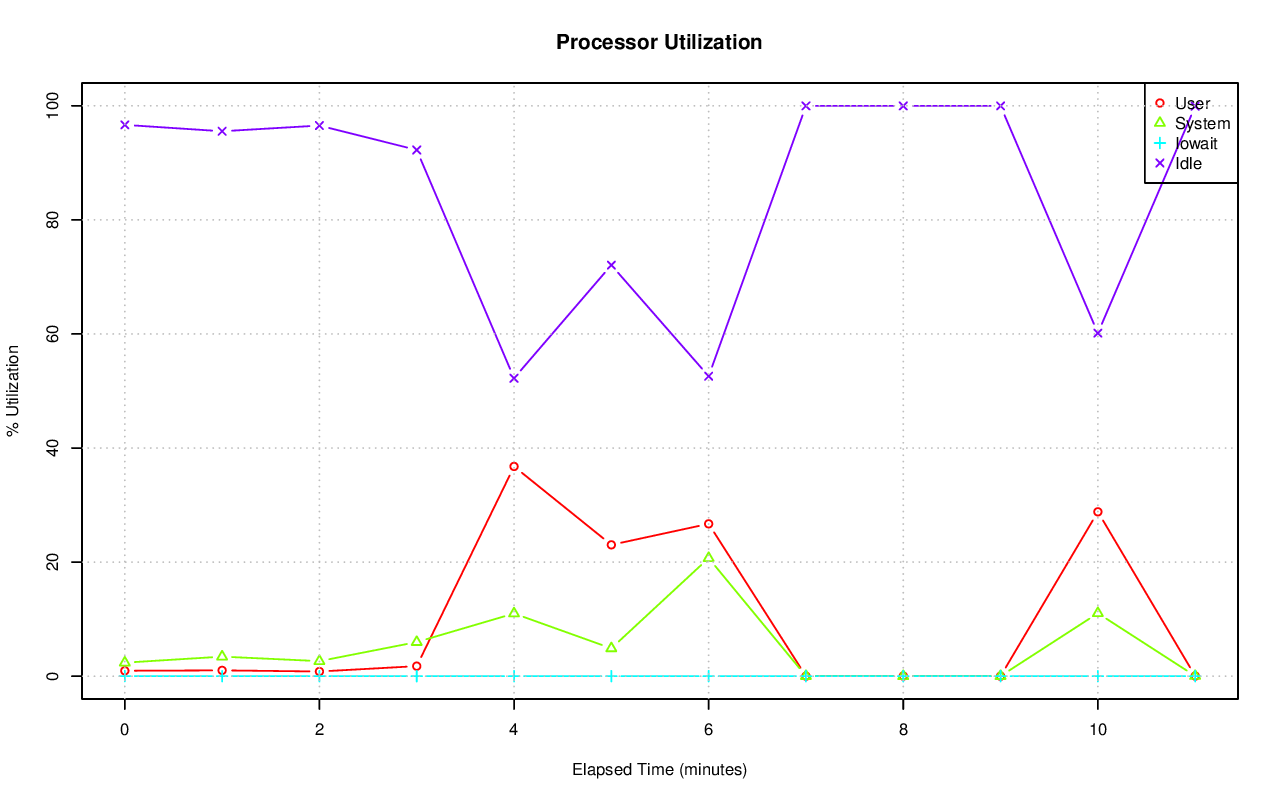 Processor Utilization
% Utilization
100
80
60
40
20
0
User
System
Iowait
Idle
0 2 4 6 8 10
Elapsed Time (minutes)